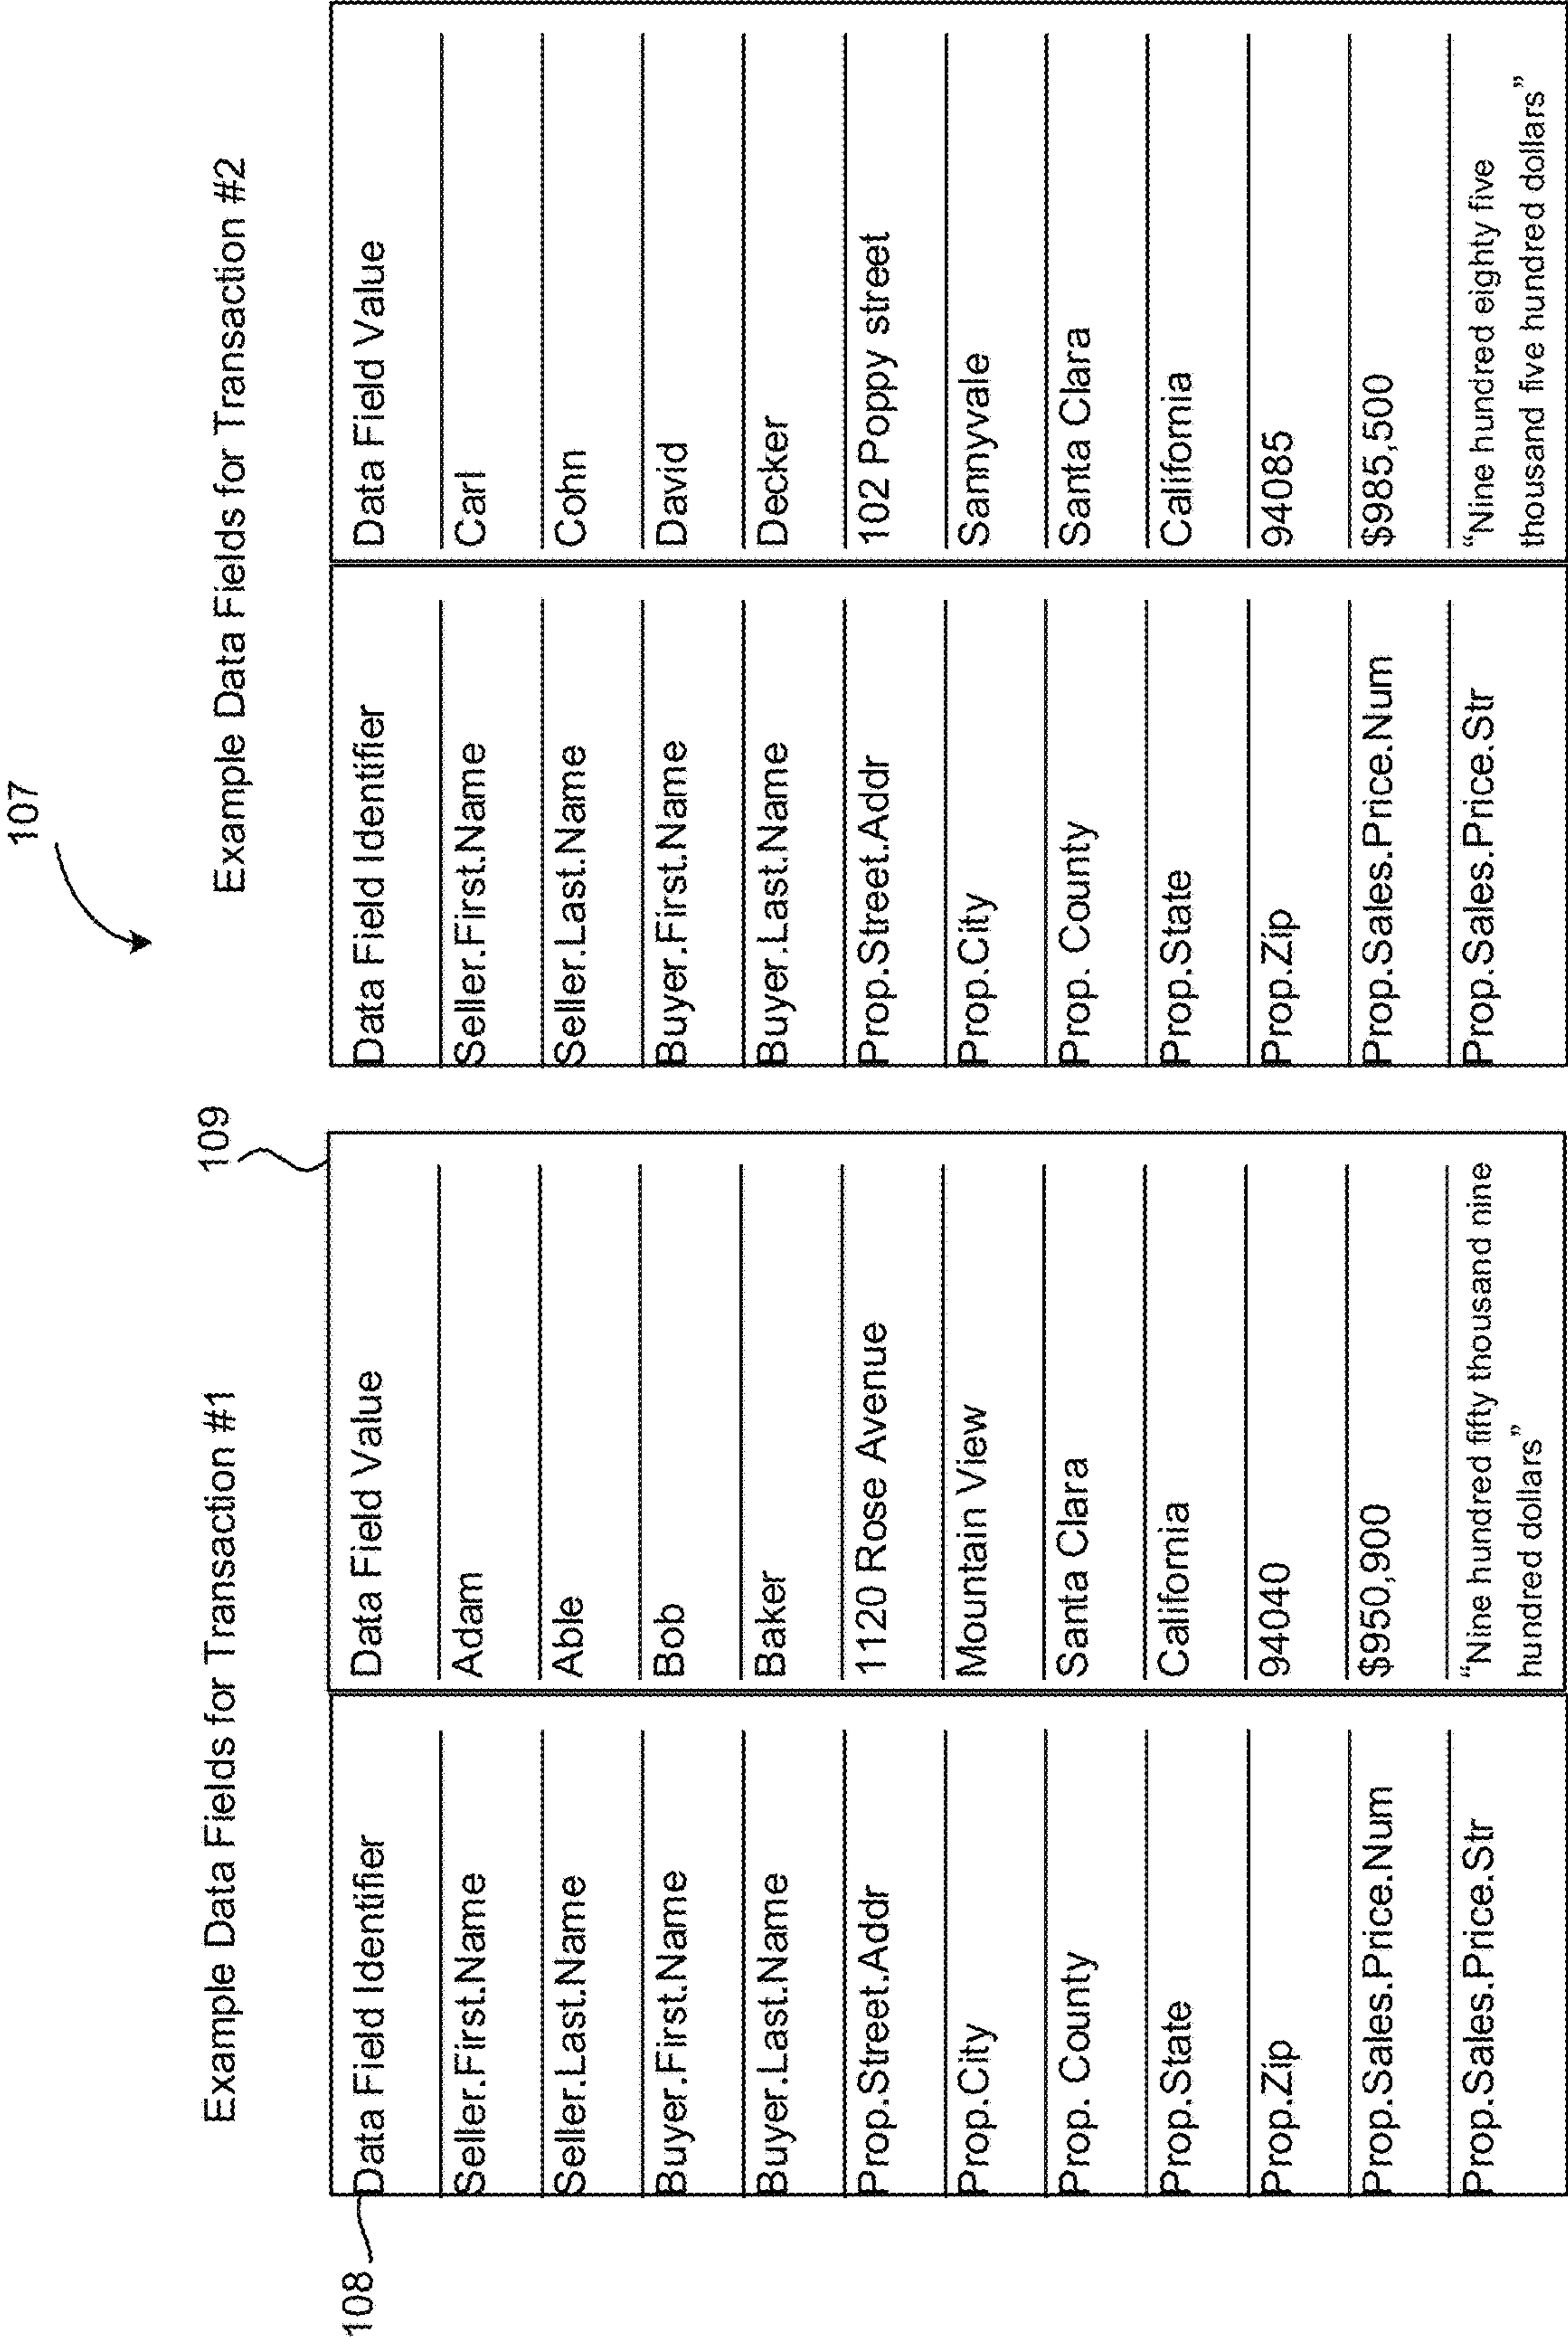 107
Example Data Fields for Transaction #1
108
Data Field Identifier
Seller.First.Name
Seller.Last.Name
Buyer.First.Name
Buyer.Last.Name
Prop.Street.Addr
Prop.City
Prop. County
Prop.State
Prop.Zip
Prop.Sales.Price.Num
Prop.Sales.Price.Str
109
Data Field Value
Adam
Able
Bob
Baker
1120 Rose Avenue
Mountain View
Santa Clara
California
94040
$950,900
“Nine hundred fifty thousand nine
hundred dollars”
Example Data Fields for Transaction #2
Data Field Identifier
Seller.First.Name
Seller.Last.Name
Buyer.First.Name
Buyer.Last.Name
Prop.Street.Addr
Prop.City
Prop. County
Prop.State
Prop.Zip
Prop.Sales.Price.Num
Prop.Sales.Price.Str
Data Field Value
Carl
Cohn
David
Decker
102 Poppy street
Sannyvale
Santa Clara
California
94085
$985,500
“Nine hundred eighty five
thousand five hundred dollars”